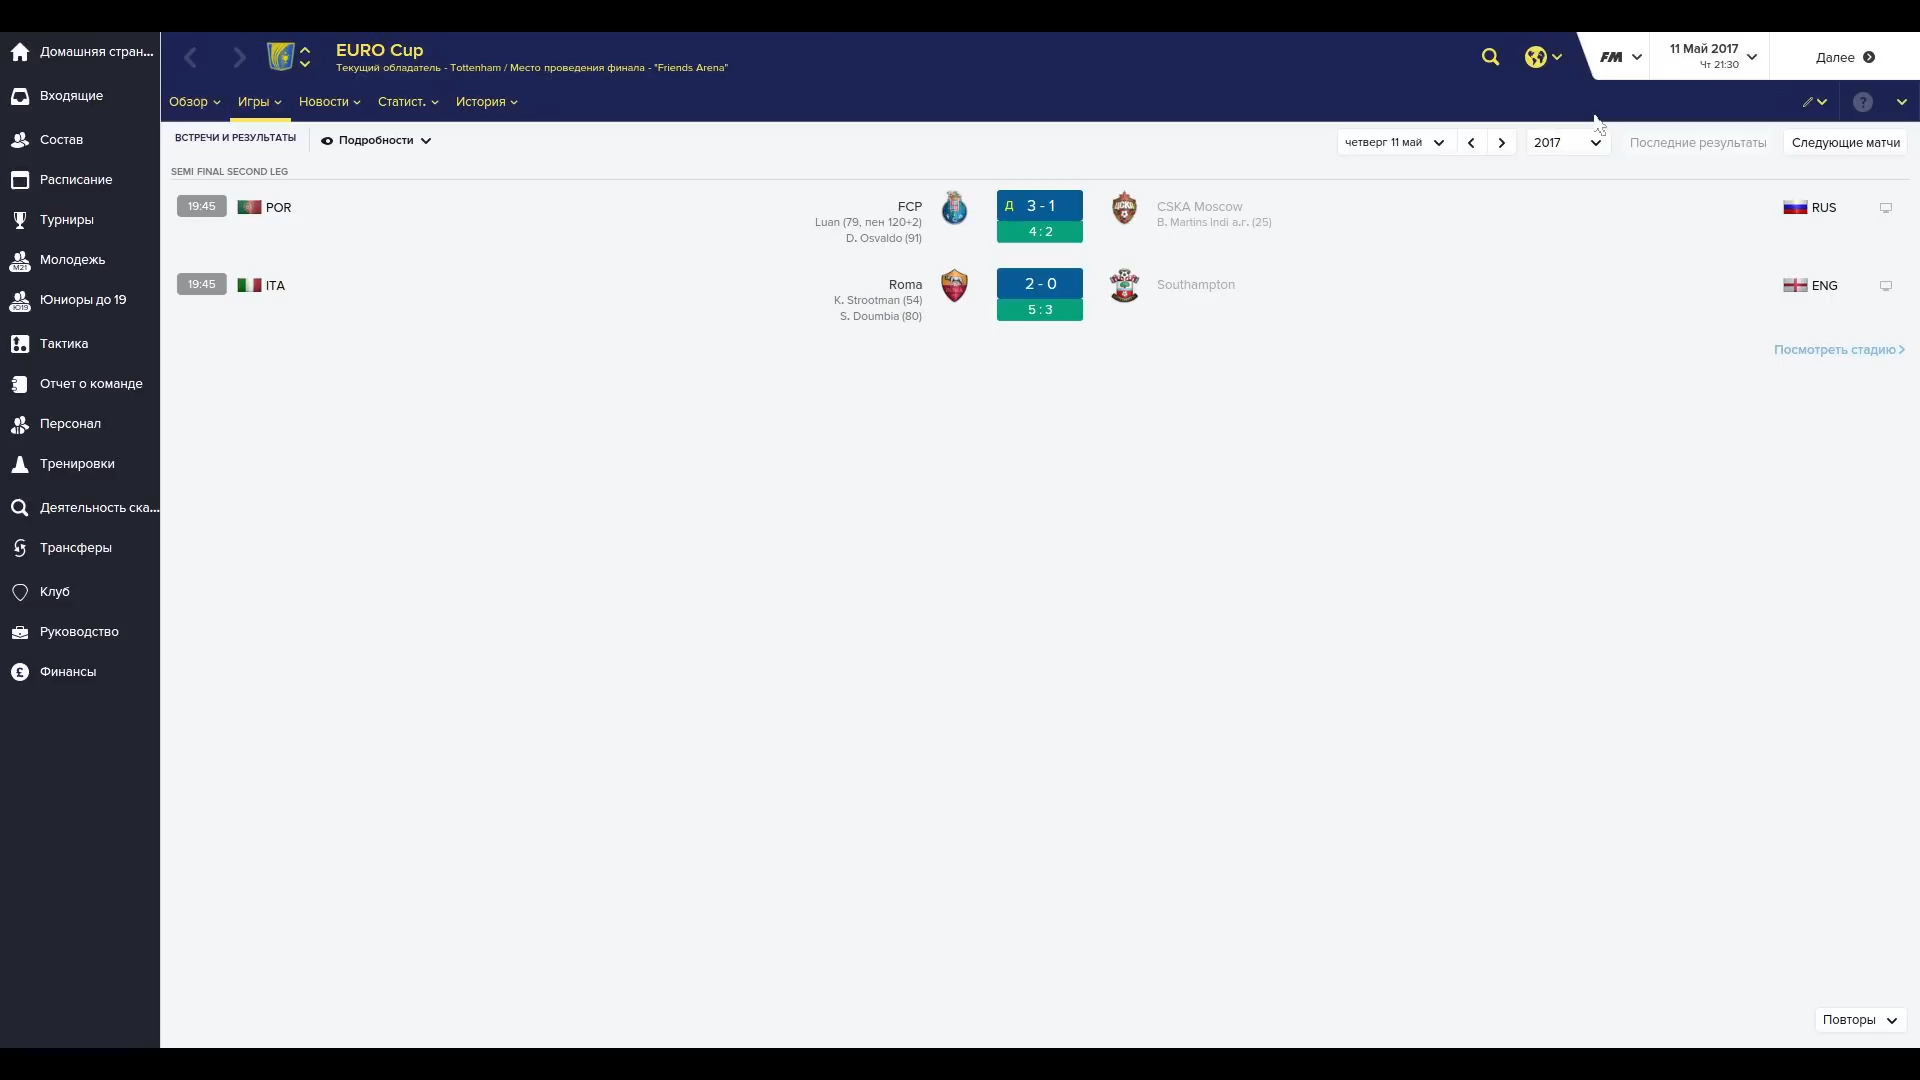 Домашняя стран...
Входящие
Состав
Расписание
Турниры
М21
Молодежь
Ю19
Юниоры до 19
Тактика
Отчет о команде
Персонал
Тренировки
Деятельность ска...
Трансферы
Клуб
Руководство
Финансы
EURO Cup
Текущий обладатель - Tottenham / Место проведения финала - "Friends Arena"
FM
11 Май 2017
Чт 21:30
Далее
Обзор Игры Новости Статист. История
?
ВСТРЕЧИ И РЕЗУЛЬТАТЫ
Подробности
четверг 11 май
2017
Последние результаты
Следующие матчи
SEMI FINAL SECOND LEG
19:45 POR FCP Д 3 - 1 CSKA Moscow RUS
Luan (79, пен 120+2) 4 : 2 B. Martins Indi а.г. (25)
D. Osvaldo (91)
19:45 ITA Roma 2 - 0 Southampton ENG
K. Strootman (54) 5 : 3
S. Doumbia (80)
Посмотреть стадию >
Повторы